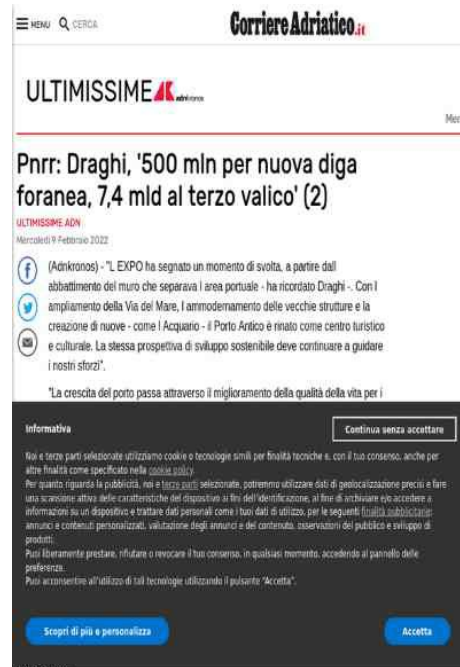 MENU CERCA
Corriere Adriatico.it
ULTIMISSIME adnkronos
Mer
Pnrr: Draghi, '500 mln per nuova diga
foranea, 7,4 mld al terzo valico' (2)
ULTIMISSIME ADN
Mercoledì 9 Febbraio 2022
(Adnkronos) - "L EXPO ha segnato un momento di svolta, a partire dall
abbattimento del muro che separava l area portuale - ha ricordato Draghi -. Con l
ampliamento della Via del Mare, l ammodernamento delle vecchie strutture e la
creazione di nuove - come l Acquario - il Porto Antico è rinato come centro turistico
e culturale. La stessa prospettiva di sviluppo sostenibile deve continuare a guidare
i nostri sforzi".
"La crescita del porto passa attraverso il miglioramento della qualità della vita per i
Informativa
Continua senza accettare
Noi e terze parti selezionate utilizziamo cookie o tecnologie simili per finalità tecniche e, con il tuo consenso, anche per
altre finalità come specificato nella cookie policy.
Per quanto riguarda la pubblicità, noi e terze parti selezionate, potremmo utilizzare dati di geolocalizzazione precisi e fare
una scansione attiva delle caratteristiche del dispositivo ai fini dell'identificazione, al fine di archiviare e/o accedere a
informazioni su un dispositivo e trattare dati personali come i tuoi dati di utilizzo, per le seguenti finalità pubblicitarie:
annunci e contenuti personalizzati, valutazione degli annunci e del contenuto, osservazioni del pubblico e sviluppo di
prodotti.
Puoi liberamente prestare, rifiutare o revocare il tuo consenso, in qualsiasi momento, accedendo al pannello delle
preferenze.
Puoi acconsentire all'utilizzo di tali tecnologie utilizzando il pulsante "Accetta".
Scopri di più e personalizza
Accetta